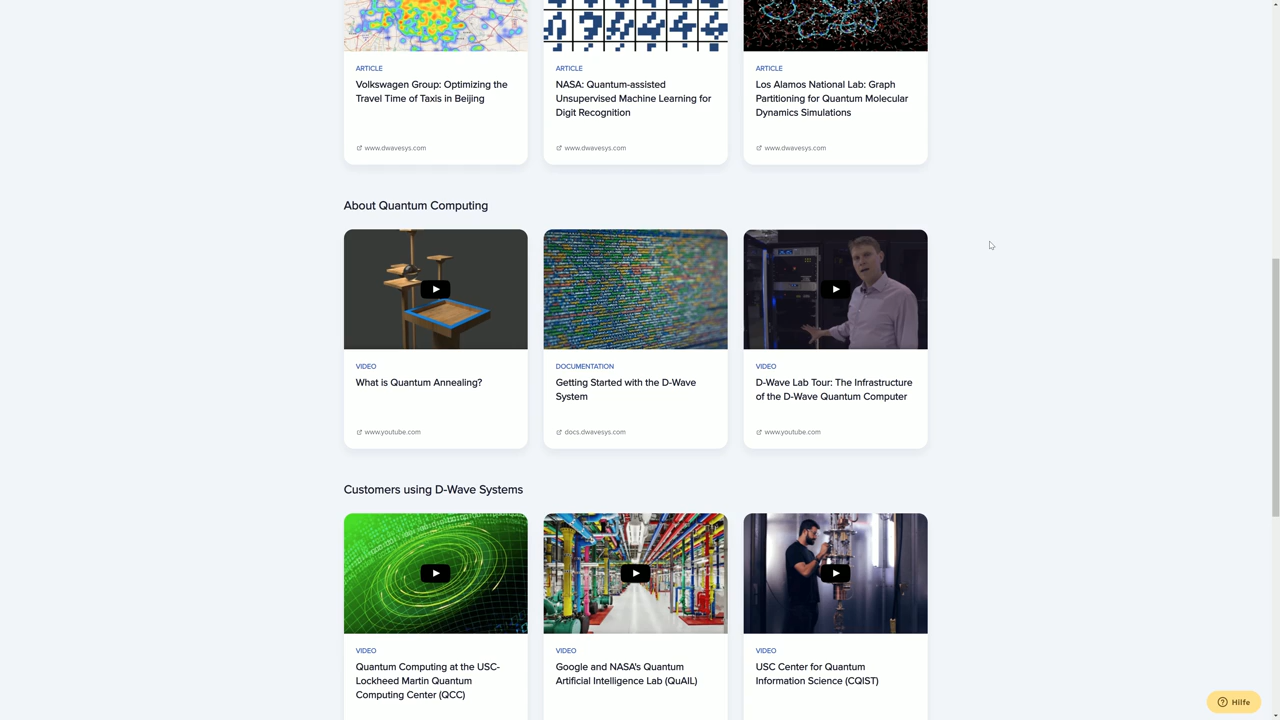 ARTICLE
Volkswagen Group: Optimizing the
Travel Time of Taxis in Beijing
www.dwavesys.com
ARTICLE
NASA: Quantum-assisted
Unsupervised Machine Learning for
Digit Recognition
www.dwavesys.com
ARTICLE
Los Alamos National Lab: Graph
Partitioning for Quantum Molecular
Dynamics Simulations
www.dwavesys.com
About Quantum Computing
VIDEO
What is Quantum Annealing?
www.youtube.com
DOCUMENTATION
Getting Started with the D-Wave
System
docs.dwavesys.com
VIDEO
D-Wave Lab Tour: The Infrastructure
of the D-Wave Quantum Computer
www.youtube.com
Customers using D-Wave Systems
VIDEO
Quantum Computing at the USC-
Lockheed Martin Quantum
Computing Center (QCC)
VIDEO
Google and NASA's Quantum
Artificial Intelligence Lab (QuAIL)
VIDEO
USC Center for Quantum
Information Science (CQIST)
Hilfe